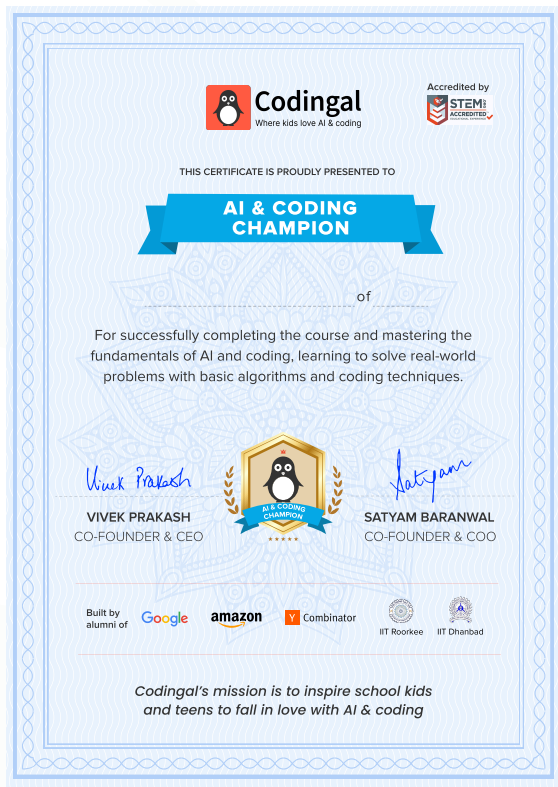 Codingal
Where kids love AI & coding
Accredited by
STEM
.ORG
ACCREDITED
EDUCATIONAL EXPERIENCE
THIS CERTIFICATE IS PROUDLY PRESENTED TO
AI & CODING
CHAMPION
of
For successfully completing the course and mastering the
fundamentals of AI and coding, learning to solve real-world
problems with basic algorithms and coding techniques.
Vivek Prakash
Satyam
AI & CODING
CHAMPION
VIVEK PRAKASH
CO-FOUNDER & CEO
SATYAM BARANWAL
CO-FOUNDER & COO
Built by
alumni of
Google
amazon
Y Combinator
IIT Roorkee
IIT Dhanbad
Codingal's mission is to inspire school kids
and teens to fall in love with AI & coding